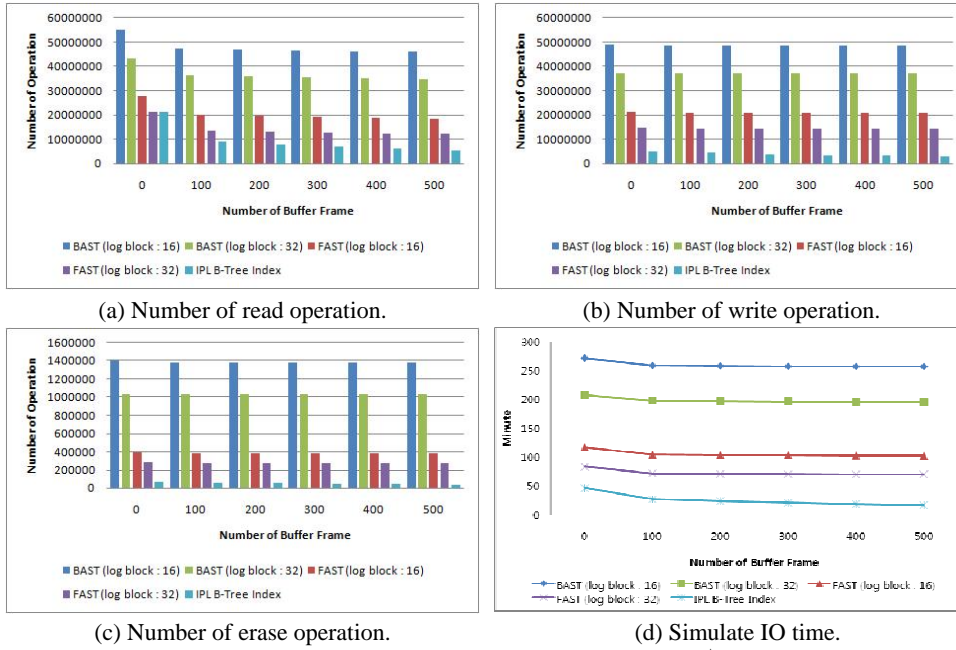 60000000
50000000
40000000
30000000
20000000
10000000
0
Number of Operation
0 100 200 300 400 500
Number of Buffer Frame
BAST (log block : 16) BAST (log block : 32) FAST (log block : 16)
FAST (log block : 32) IPL B-Tree Index
(a) Number of read operation.
60000000
50000000
40000000
30000000
20000000
10000000
0
Number of Operation
0 100 200 300 400 500
Number of Buffer Frame
BAST (log block : 16) BAST (log block : 32) FAST (log block : 16)
FAST (log block : 32) IPL B-Tree Index
(b) Number of write operation.
1600000
1400000
1200000
1000000
800000
600000
400000
200000
0
Number of Operation
0 100 200 300 400 500
Number of Buffer Frame
BAST (log block : 16) BAST (log block : 32) FAST (log block : 16)
FAST (log block : 32) IPL B-Tree Index
(c) Number of erase operation.
300
250
200
150
100
50
0
Minute
0 100 200 300 400 500
Number of Buffer Frame
BAST (log block : 16) BAST (log block : 32) FAST (log block : 16)
FAST (log block : 32) IPL B-Tree Index
(d) Simulate IO time.